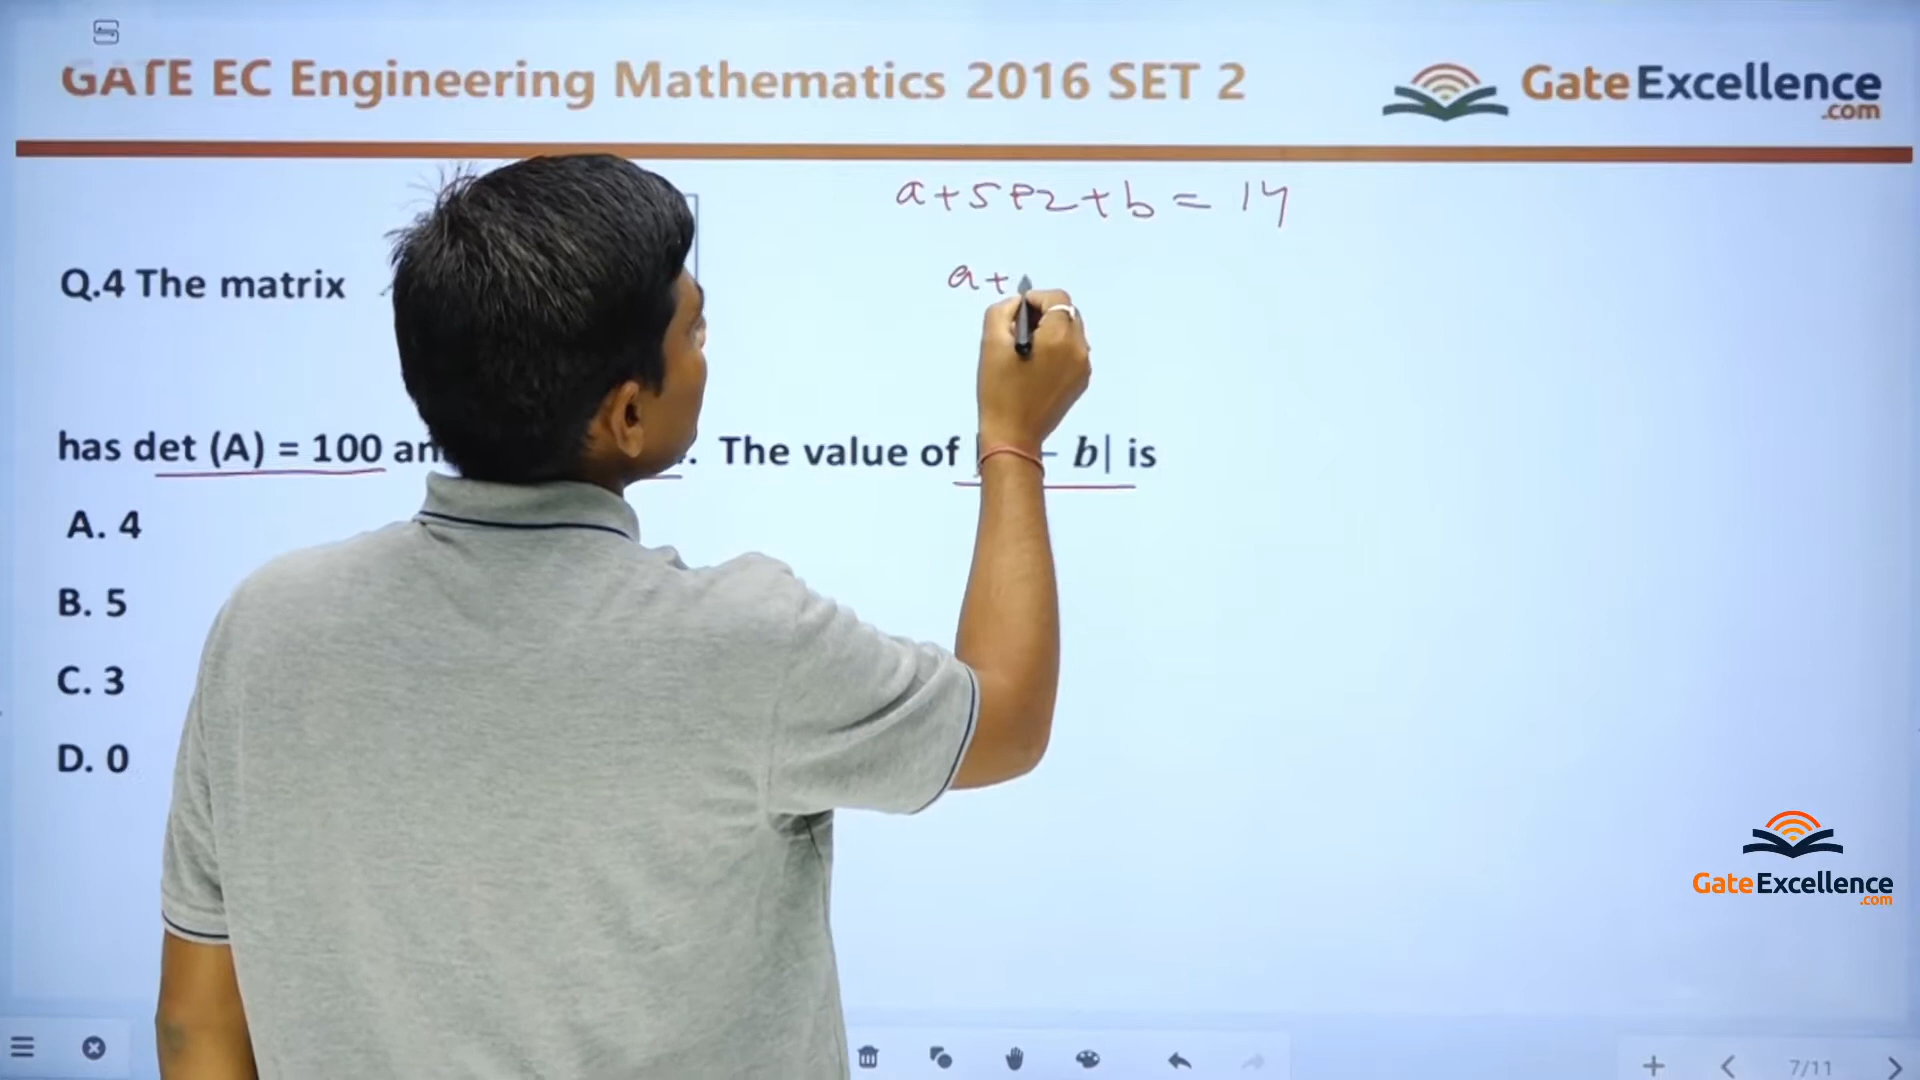 GATE EC Engineering Mathematics 2016 SET 2
GateExcellence
.com
a+5+2+b = 14
Q.4 The matrix
a+
has det (A) = 100 an . The value of - b| is
A. 4
B. 5
C. 3
D. 0
GateExcellence
.com
7/11